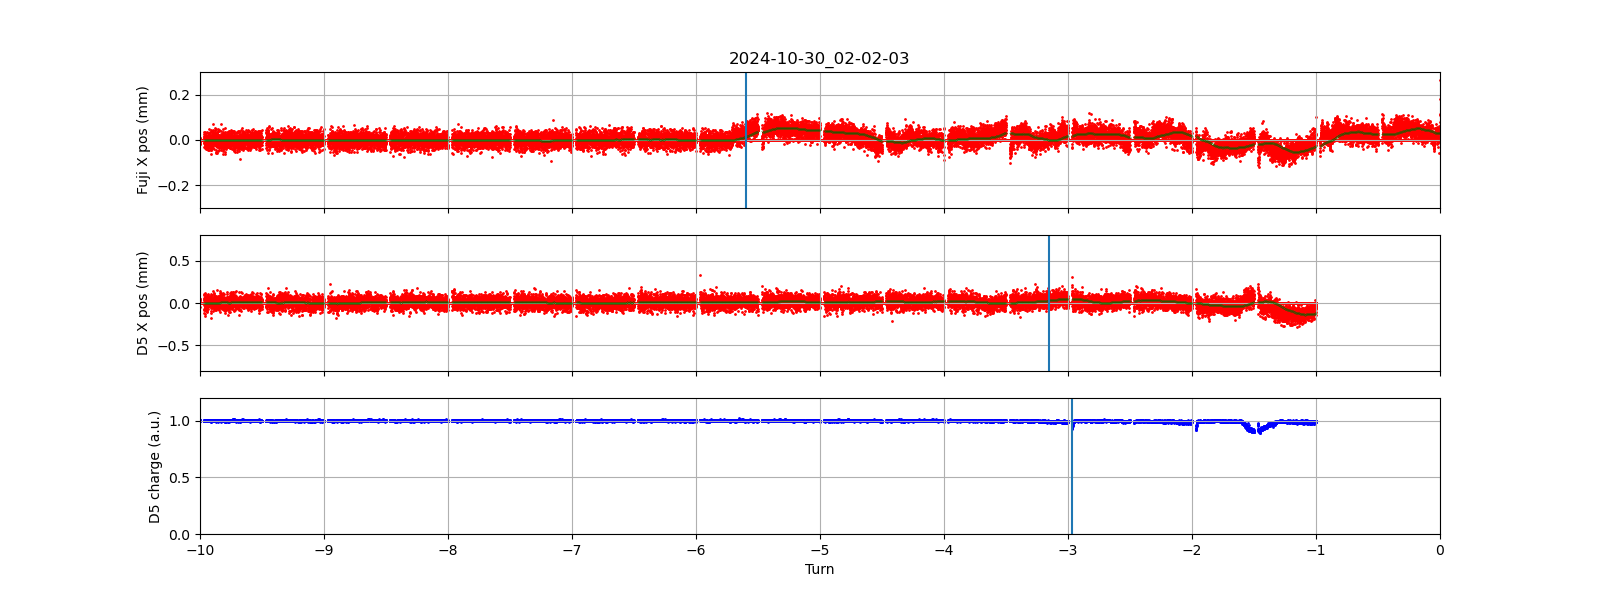 2024-10-30_02-02-03
Fuji X pos (mm)
0.2
0.0
−0.2
D5 X pos (mm)
0.5
0.0
−0.5
D5 charge (a.u.)
1.0
0.5
0.0
−10 −9 −8 −7 −6 −5 −4 −3 −2 −1 0
Turn